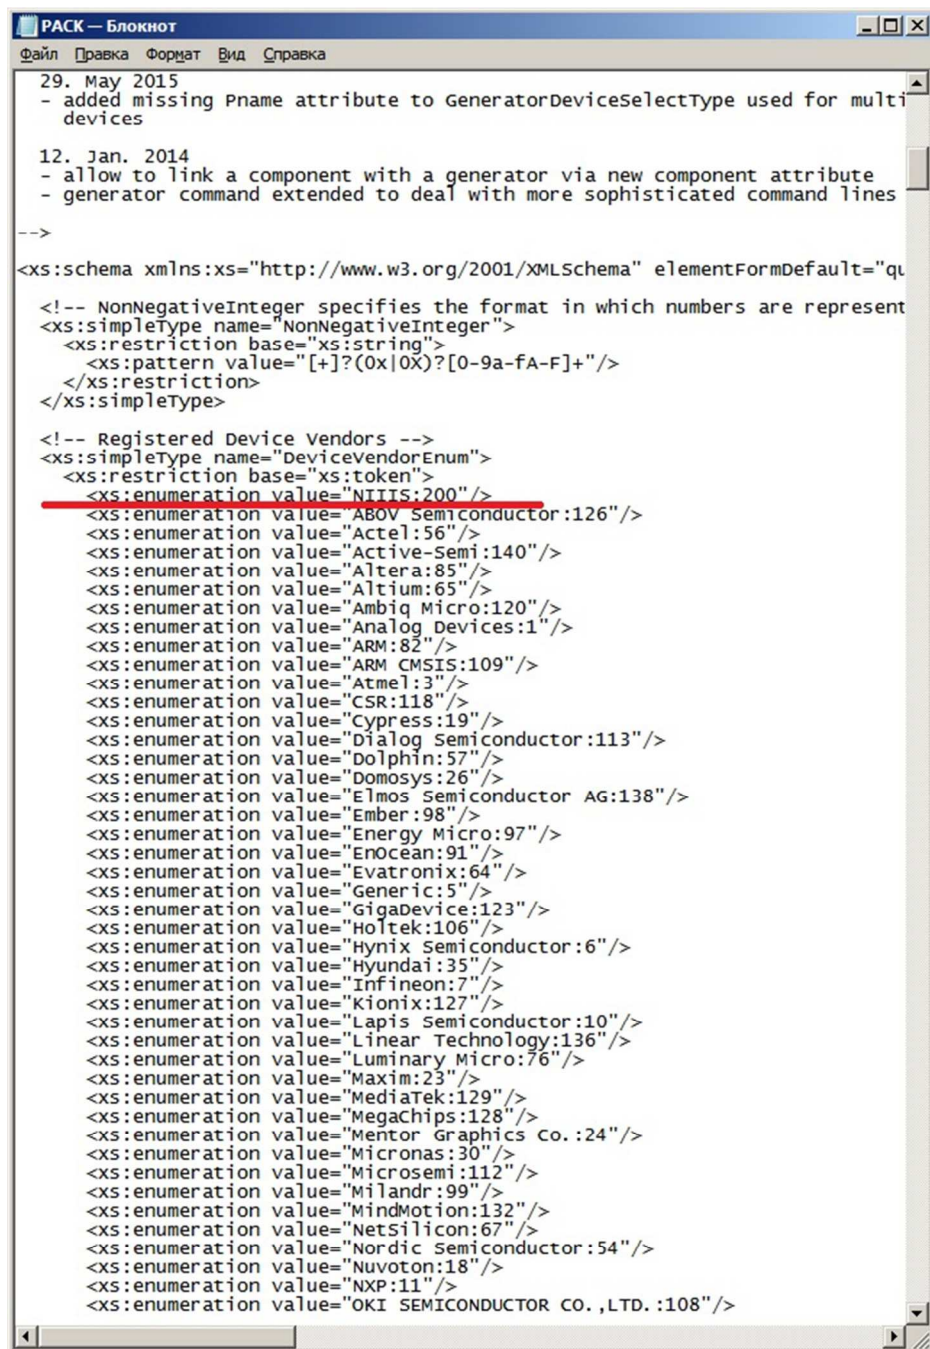 PACK — Блокнот
Файл Правка Формат Вид Справка
29. May 2015
- added missing Pname attribute to GeneratorDeviceSelectType used for multi
devices
12. Jan. 2014
- allow to link a component with a generator via new component attribute
- generator command extended to deal with more sophisticated command lines
-->
<xs:schema xmlns:xs="http://www.w3.org/2001/XMLSchema" elementFormDefault="qu
<!-- NonNegativeInteger specifies the format in which numbers are represent
<xs:simpleType name="NonNegativeInteger">
<xs:restriction base="xs:string">
<xs:pattern value="[+]?(0x|0X)?[0-9a-fA-F]+"/>
</xs:restriction>
</xs:simpleType>
<!-- Registered Device Vendors -->
<xs:simpleType name="DeviceVendorEnum">
<xs:restriction base="xs:token">
<xs:enumeration value="NIIIS:200"/>
<xs:enumeration value="ABOV Semiconductor:126"/>
<xs:enumeration value="Actel:56"/>
<xs:enumeration value="Active-Semi:140"/>
<xs:enumeration value="Altera:85"/>
<xs:enumeration value="Altium:65"/>
<xs:enumeration value="Ambiq Micro:120"/>
<xs:enumeration value="Analog Devices:1"/>
<xs:enumeration value="ARM:82"/>
<xs:enumeration value="ARM CMSIS:109"/>
<xs:enumeration value="Atmel:3"/>
<xs:enumeration value="CSR:118"/>
<xs:enumeration value="Cypress:19"/>
<xs:enumeration value="Dialog Semiconductor:113"/>
<xs:enumeration value="Dolphin:57"/>
<xs:enumeration value="Domosys:26"/>
<xs:enumeration value="Elmos Semiconductor AG:138"/>
<xs:enumeration value="Ember:98"/>
<xs:enumeration value="Energy Micro:97"/>
<xs:enumeration value="EnOcean:91"/>
<xs:enumeration value="Evatronix:64"/>
<xs:enumeration value="Generic:5"/>
<xs:enumeration value="GigaDevice:123"/>
<xs:enumeration value="Holtek:106"/>
<xs:enumeration value="Hynix Semiconductor:6"/>
<xs:enumeration value="Hyundai:35"/>
<xs:enumeration value="Infineon:7"/>
<xs:enumeration value="Kionix:127"/>
<xs:enumeration value="Lapis Semiconductor:10"/>
<xs:enumeration value="Linear Technology:136"/>
<xs:enumeration value="Luminary Micro:76"/>
<xs:enumeration value="Maxim:23"/>
<xs:enumeration value="MediaTek:129"/>
<xs:enumeration value="MegaChips:128"/>
<xs:enumeration value="Mentor Graphics Co.:24"/>
<xs:enumeration value="Micronas:30"/>
<xs:enumeration value="Microsemi:112"/>
<xs:enumeration value="Milandr:99"/>
<xs:enumeration value="MindMotion:132"/>
<xs:enumeration value="NetSilicon:67"/>
<xs:enumeration value="Nordic Semiconductor:54"/>
<xs:enumeration value="Nuvoton:18"/>
<xs:enumeration value="NXP:11"/>
<xs:enumeration value="OKI SEMICONDUCTOR CO.,LTD.:108"/>